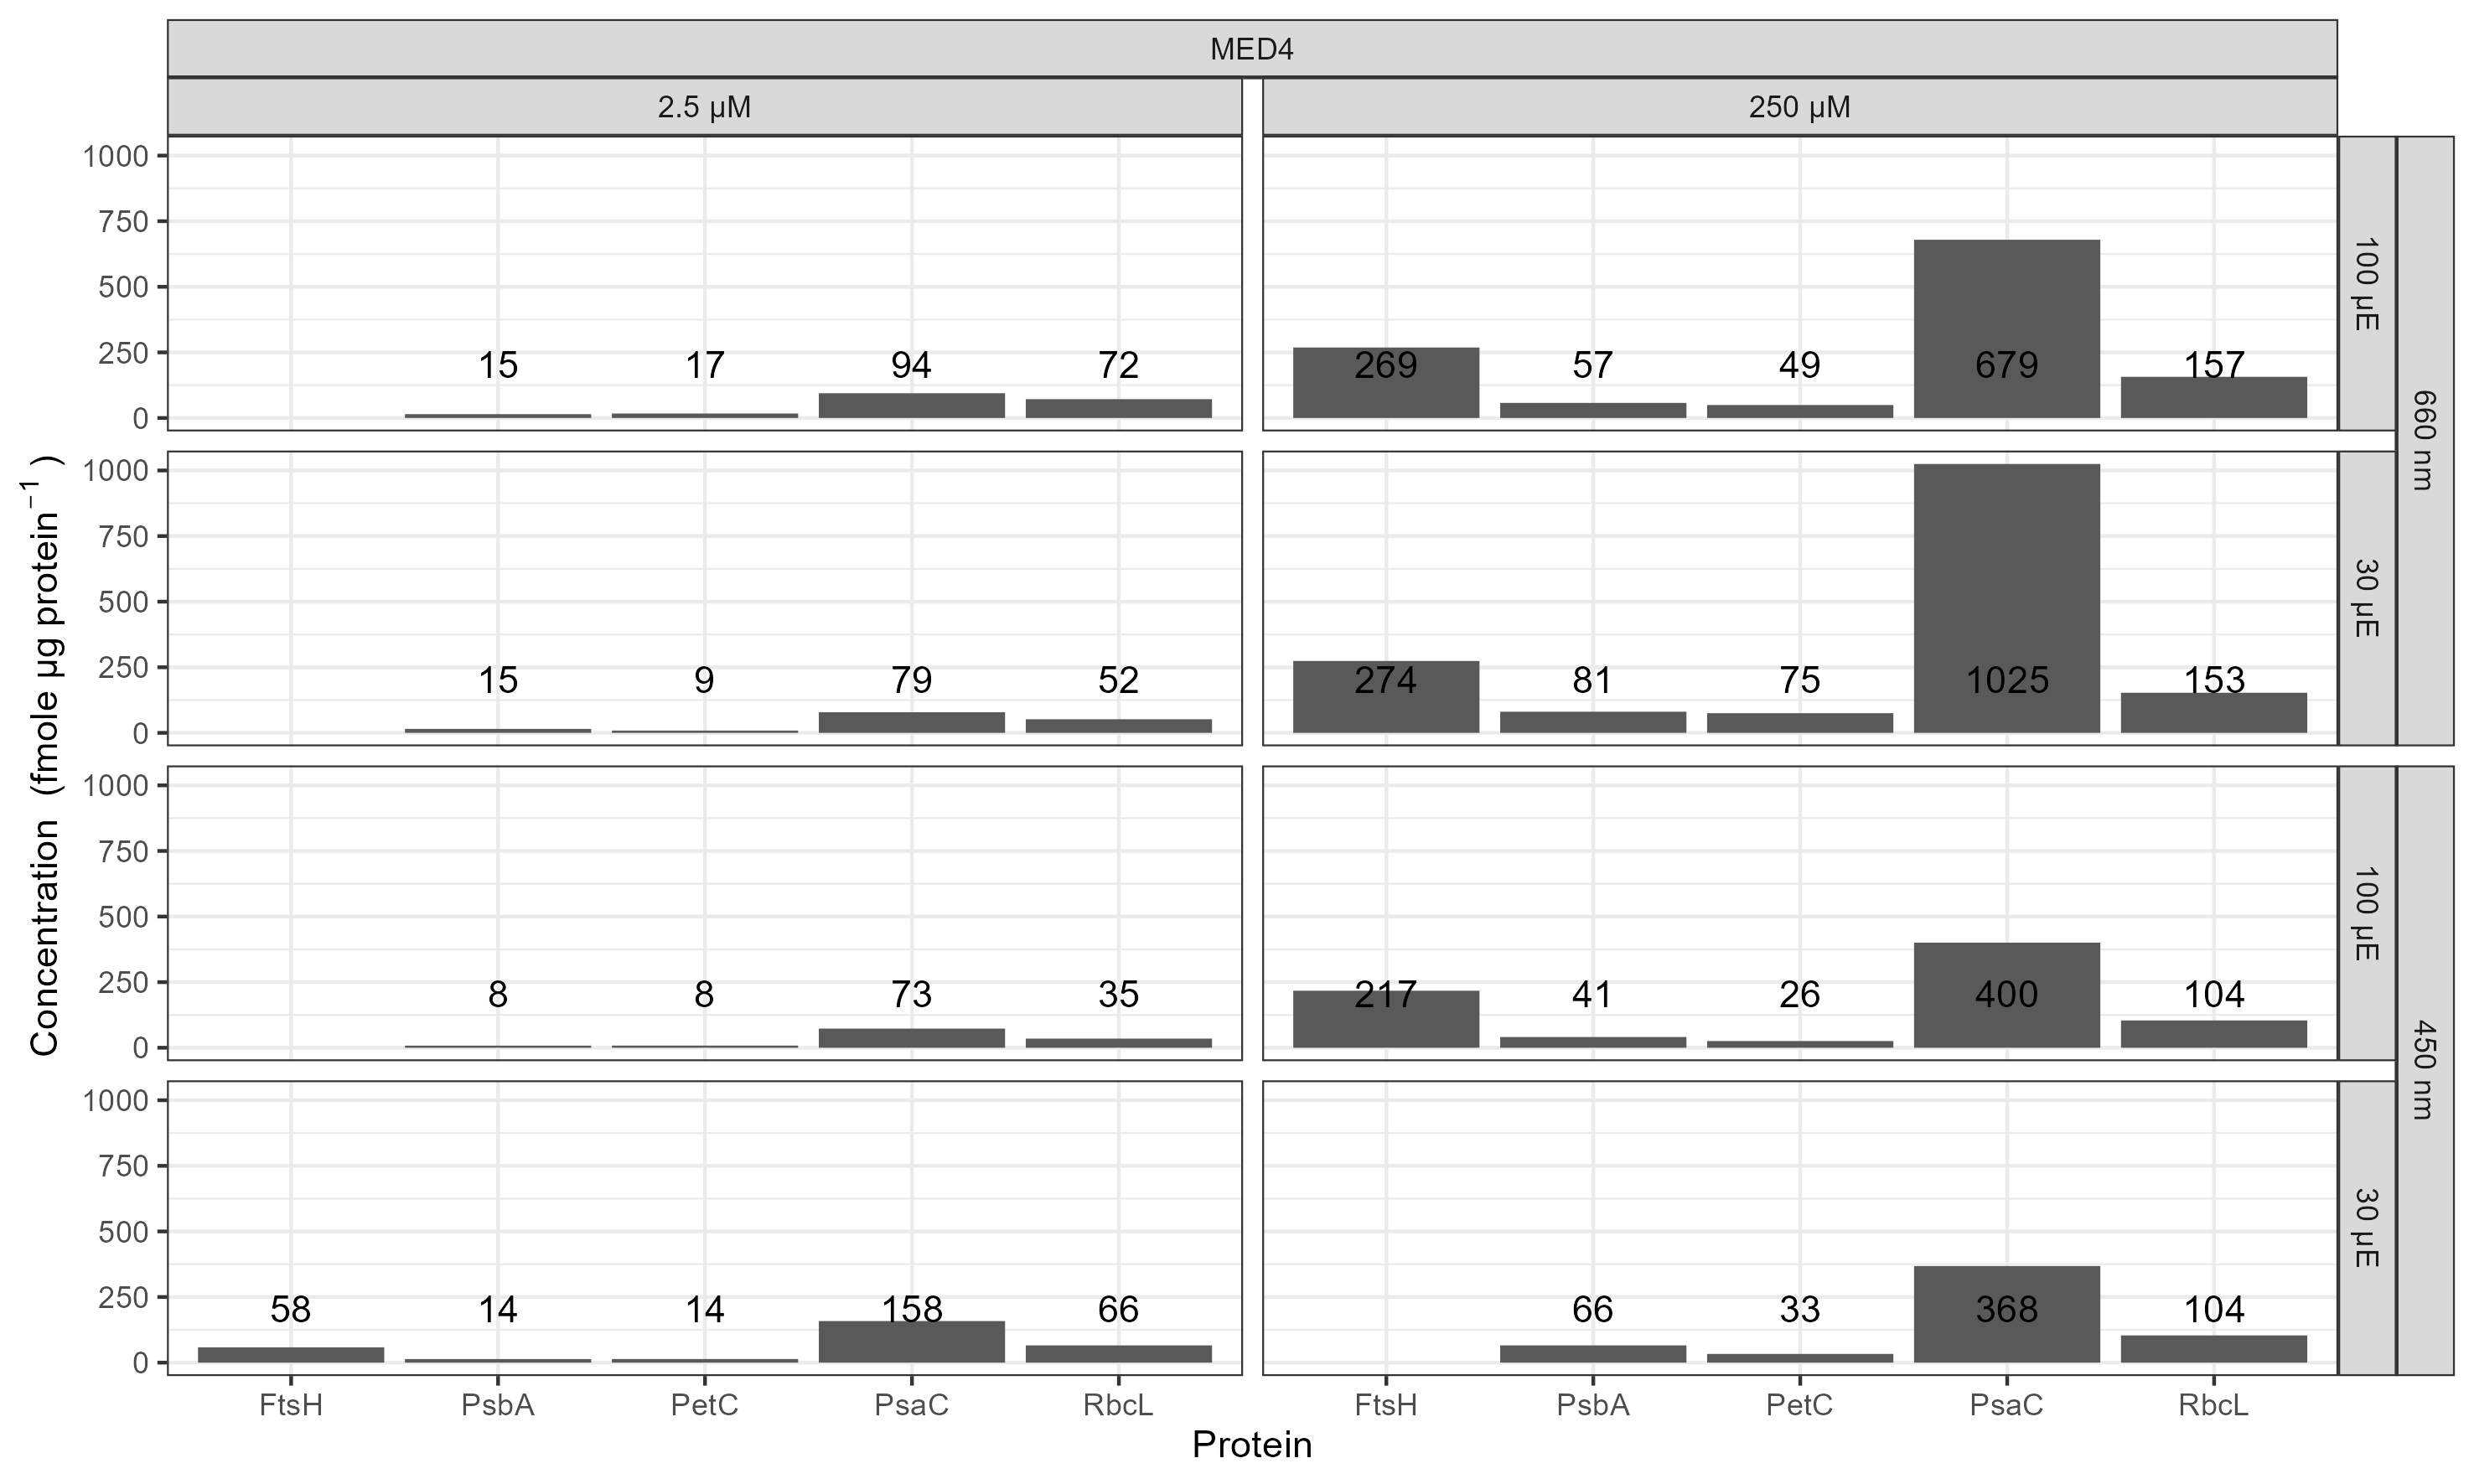 MED4
2.5 µM
250 µM
1000
750
500
250
0
15
17
94
72
269
57
49
679
157
100 µE
660 nm
1000
750
500
250
0
15
9
79
52
274
81
75
1025
153
30 µE
1000
750
500
250
0
8
8
73
35
217
41
26
400
104
100 µE
450 nm
1000
750
500
250
0
58
14
14
158
66
66
33
368
104
30 µE
FtsH
PsbA
PetC
PsaC
RbcL
FtsH
PsbA
PetC
PsaC
RbcL
Protein
Concentration (fmole µg protein⁻¹ )